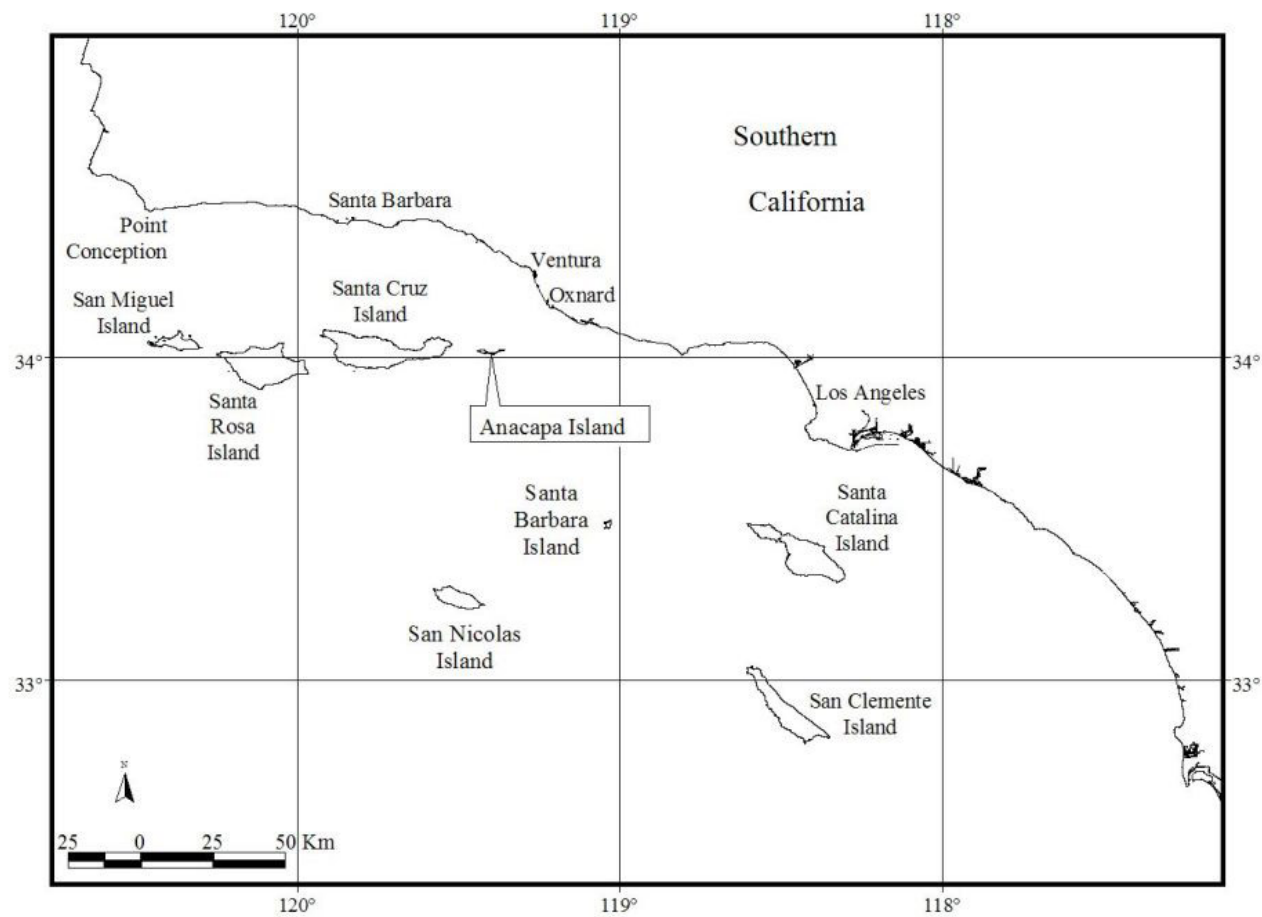 120°
119°
118°
Southern
California
Santa Barbara
Point
Conception
Ventura
Oxnard
San Miguel
Island
Santa Cruz
Island
34°
34°
Santa
Rosa
Island
Anacapa Island
Los Angeles
Santa
Barbara
Island
Santa
Catalina
Island
San Nicolas
Island
33°
33°
San Clemente
Island
N
25 0 25 50 Km
120°
119°
118°